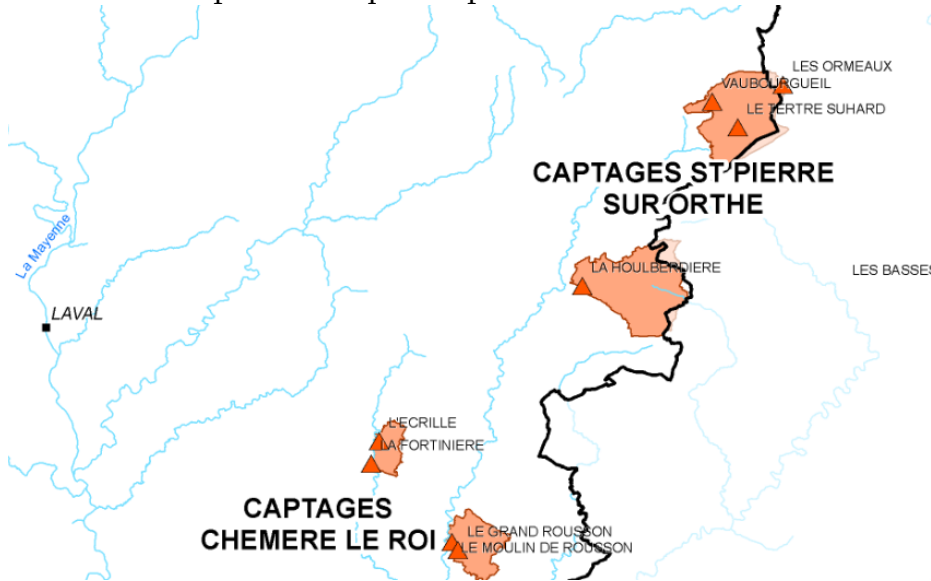 LES ORMEAUX
VAUBOURGUEIL
LE TERTRE SUHARD
CAPTAGES ST PIERRE
SUR ORTHE
La Mayenne
LA HOULBERDIERE
LES BASSES
LAVAL
L'ECRILLE
LA FORTINIERE
CAPTAGES
CHEMERE LE ROI
LE GRAND ROUSSON
LE MOULIN DE ROUSSON